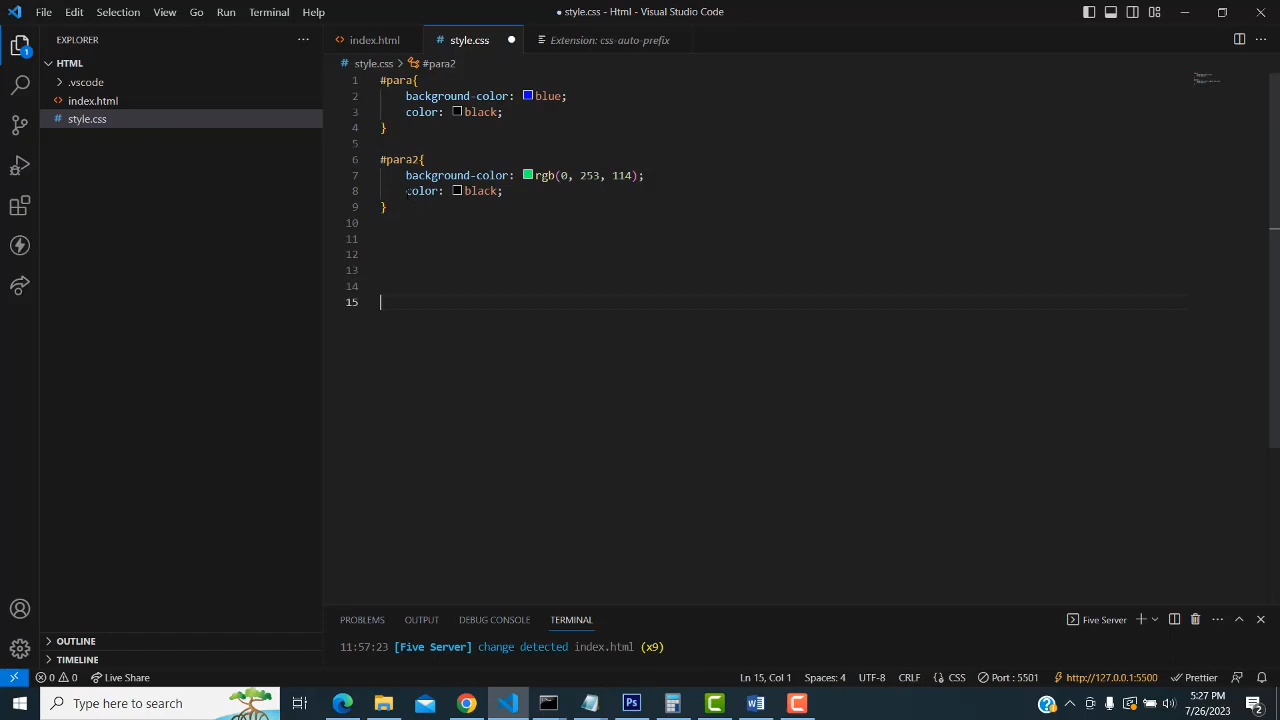 File Edit Selection View Go Run Terminal Help
style.css - Html - Visual Studio Code
EXPLORER
index.html
style.css
Extension: css-auto-prefix
HTML
.vscode
index.html
style.css
style.css > #para2
1 #para{
2 background-color: blue;
3 color: black;
4 }
5
6 #para2{
7 background-color: rgb(0, 253, 114);
8 color: black;
9 }
10
11
12
13
14
15
OUTLINE
TIMELINE
PROBLEMS OUTPUT DEBUG CONSOLE TERMINAL
Five Server
11:57:23 [Five Server] change detected index.html (x9)
0 0 Live Share
Ln 15, Col 1 Spaces: 4 UTF-8 CRLF CSS Port : 5501 http://127.0.0.1:5500 Prettier
Type here to search
5:27 PM
7/26/2023